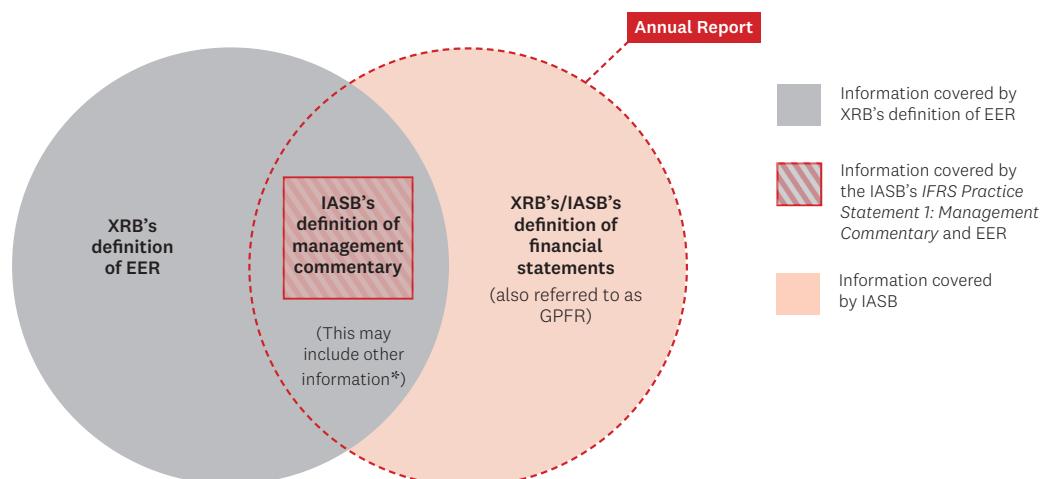 Annual Report
XRB’s
definition
of EER
IASB’s
definition of
management
commentary
(This may
include other
information*)
XRB’s/IASB’s
definition of
financial
statements
(also referred to as
GPFR)
Information covered by
XRB’s definition of EER
Information covered by
the IASB’s IFRS Practice
Statement 1: Management
Commentary and EER
Information covered
by IASB